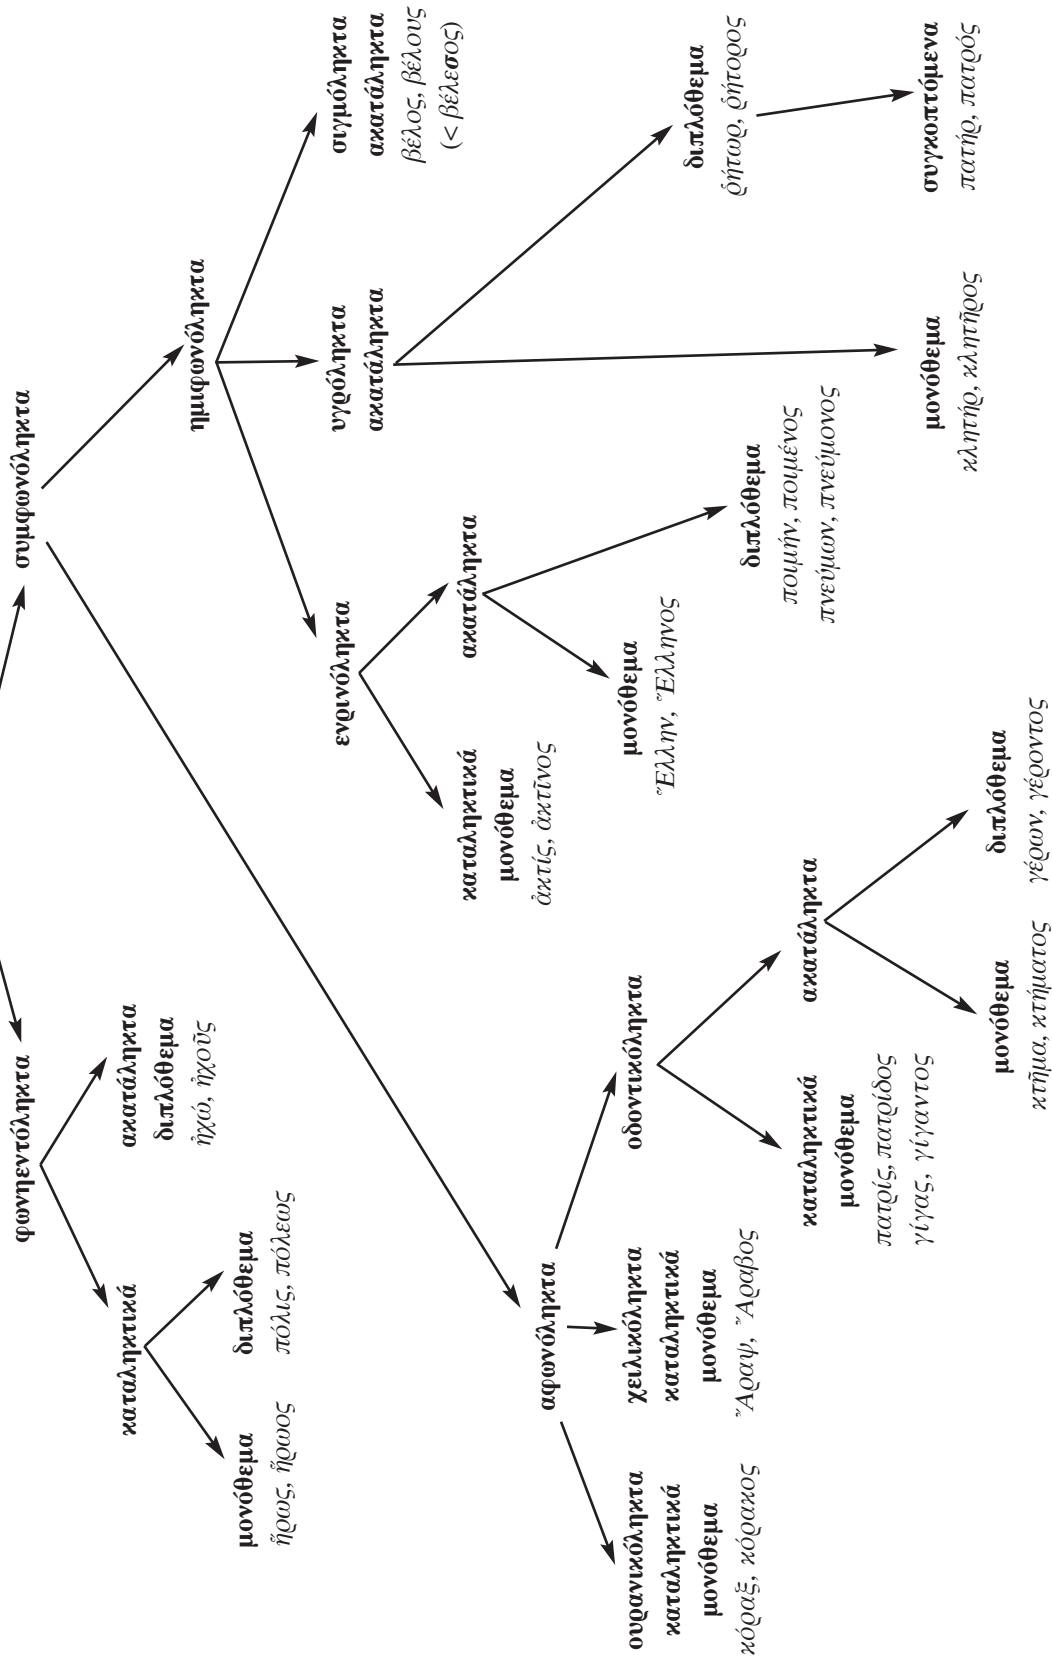 φωνηεντόληκτα
συμφωνόληκτα
καταληκτικά
ακατάληκτα
διπλόθεμα
ἠχώ, ἠχοῦς
μονόθεμα
ἥρως, ἥρωος
διπλόθεμα
πόλις, πόλεως
ημιφωνόληκτα
ενρινόληκτα
υγρόληκτα
ακατάληκτα
σιγμόληκτα
ακατάληκτα
βέλος, βέλους
(< βέλεσος)
καταληκτικά
μονόθεμα
ἀκτίς, ἀκτῖνος
ακατάληκτα
μονόθεμα
Ἕλλην, Ἕλληνος
διπλόθεμα
ποιμήν, ποιμένος
πνεύμων, πνεύμονος
διπλόθεμα
ῥήτωρ, ῥήτορος
μονόθεμα
κλητήρ, κλητῆρος
συγκοπτόμενα
πατήρ, πατρός
αφωνόληκτα
ουρανικόληκτα
καταληκτικά
μονόθεμα
κόραξ, κόρακος
χειλικόληκτα
καταληκτικά
μονόθεμα
Ἄραψ, Ἄραβος
οδοντικόληκτα
καταληκτικά
μονόθεμα
πατρίς, πατρίδος
γίγας, γίγαντος
ακατάληκτα
μονόθεμα
κτῆμα, κτήματος
διπλόθεμα
γέρων, γέροντος